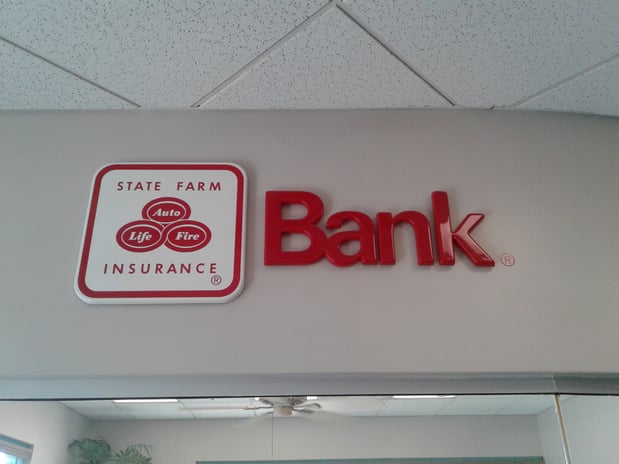 STATE FARM
Auto
Life Fire
INSURANCE ®
Bank ®